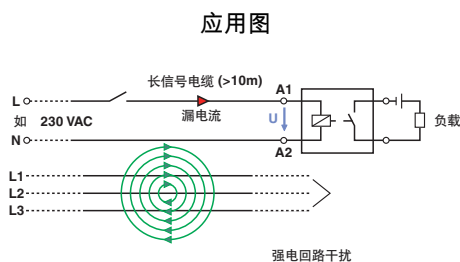 应用图
长信号电缆 (>10m)
A1
L
漏电流
U
如 230 VAC
负载
N
A2
L1
L2
L3
强电回路干扰